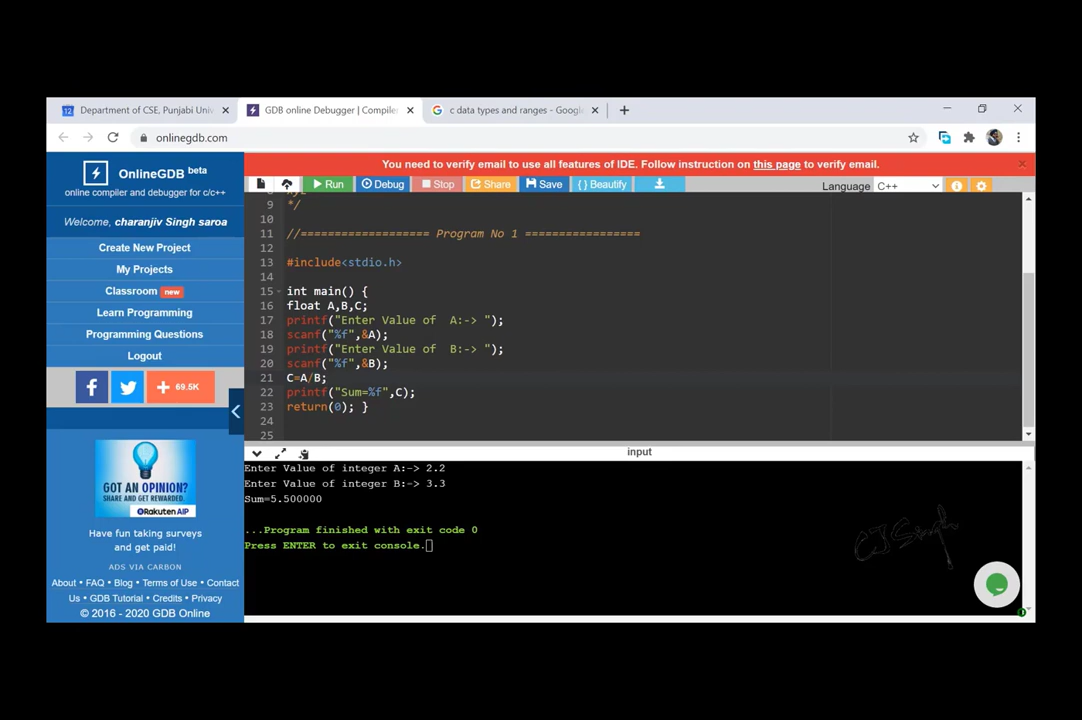 Department of CSE, Punjabi Univ
GDB online Debugger | Compiler
c data types and ranges - Google
onlinegdb.com
OnlineGDB beta
online compiler and debugger for c/c++
Welcome, charanjiv Singh saroa
Create New Project
My Projects
Classroom new
Learn Programming
Programming Questions
Logout
69.5K
GOT AN OPINION?
SHARE AND GET REWARDED.
Rakuten AIP
Have fun taking surveys
and get paid!
ADS VIA CARBON
About • FAQ • Blog • Terms of Use • Contact
Us • GDB Tutorial • Credits • Privacy
© 2016 - 2020 GDB Online
You need to verify email to use all features of IDE. Follow instruction on this page to verify email.
Run Debug Stop Share Save { } Beautify Language C++
9 */
10
11 //=================== Program No 1 =================
12
13 #include<stdio.h>
14
15 int main() {
16 float A,B,C;
17 printf("Enter Value of  A:-> ");
18 scanf("%f",&A);
19 printf("Enter Value of  B:-> ");
20 scanf("%f",&B);
21 C=A/B;
22 printf("Sum=%f",C);
23 return(0); }
24
25
input
Enter Value of integer A:-> 2.2
Enter Value of integer B:-> 3.3
Sum=5.500000
...Program finished with exit code 0
Press ENTER to exit console.
CJ Singh